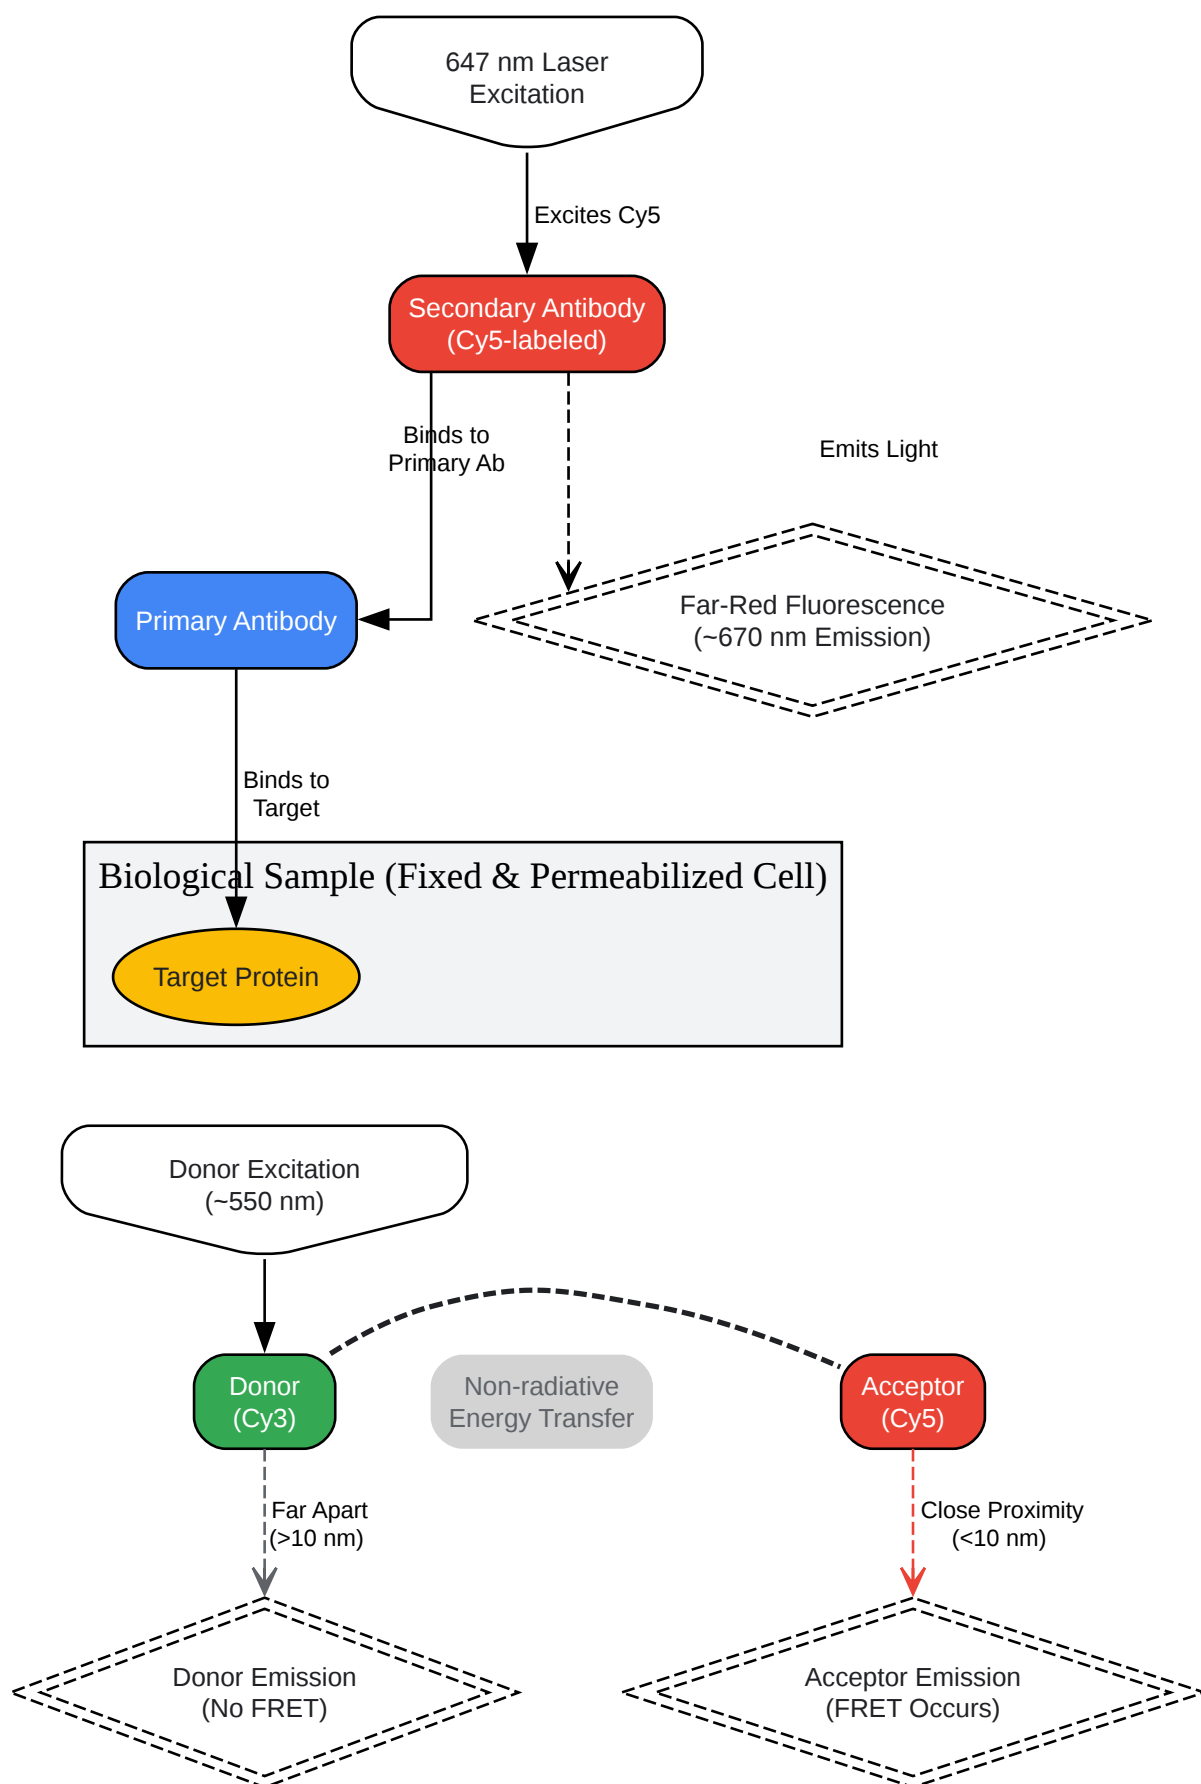 647 nm Laser
Excitation
Excites Cy5
Secondary Antibody
(Cy5-labeled)
Binds to
Primary Ab
Emits Light
Primary Antibody
Far-Red Fluorescence
(~670 nm Emission)
Binds to
Target
Biological Sample (Fixed & Permeabilized Cell)
Target Protein
Donor Excitation
(~550 nm)
Donor
(Cy3)
Non-radiative
Energy Transfer
Acceptor
(Cy5)
Far Apart
(>10 nm)
Close Proximity
(<10 nm)
Donor Emission
(No FRET)
Acceptor Emission
(FRET Occurs)